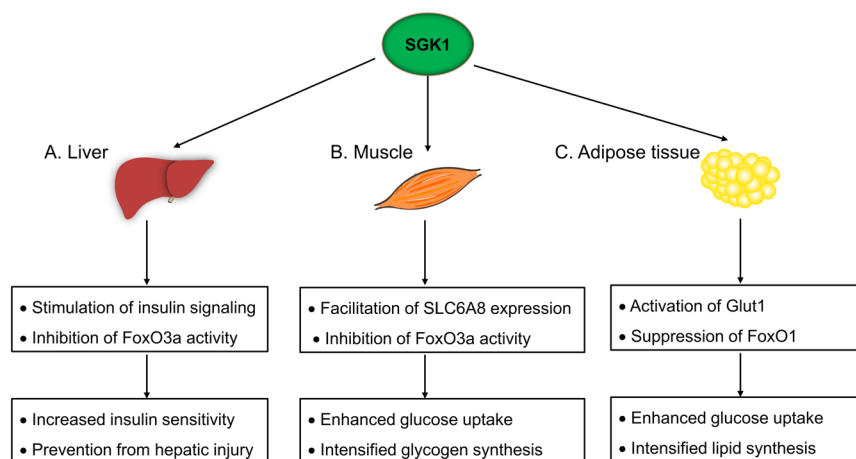 SGK1
A. Liver
B. Muscle
C. Adipose tissue
• Stimulation of insulin signaling
• Inhibition of FoxO3a activity
• Facilitation of SLC6A8 expression
• Inhibition of FoxO3a activity
• Activation of Glut1
• Suppression of FoxO1
• Increased insulin sensitivity
• Prevention from hepatic injury
• Enhanced glucose uptake
• Intensified glycogen synthesis
• Enhanced glucose uptake
• Intensified lipid synthesis